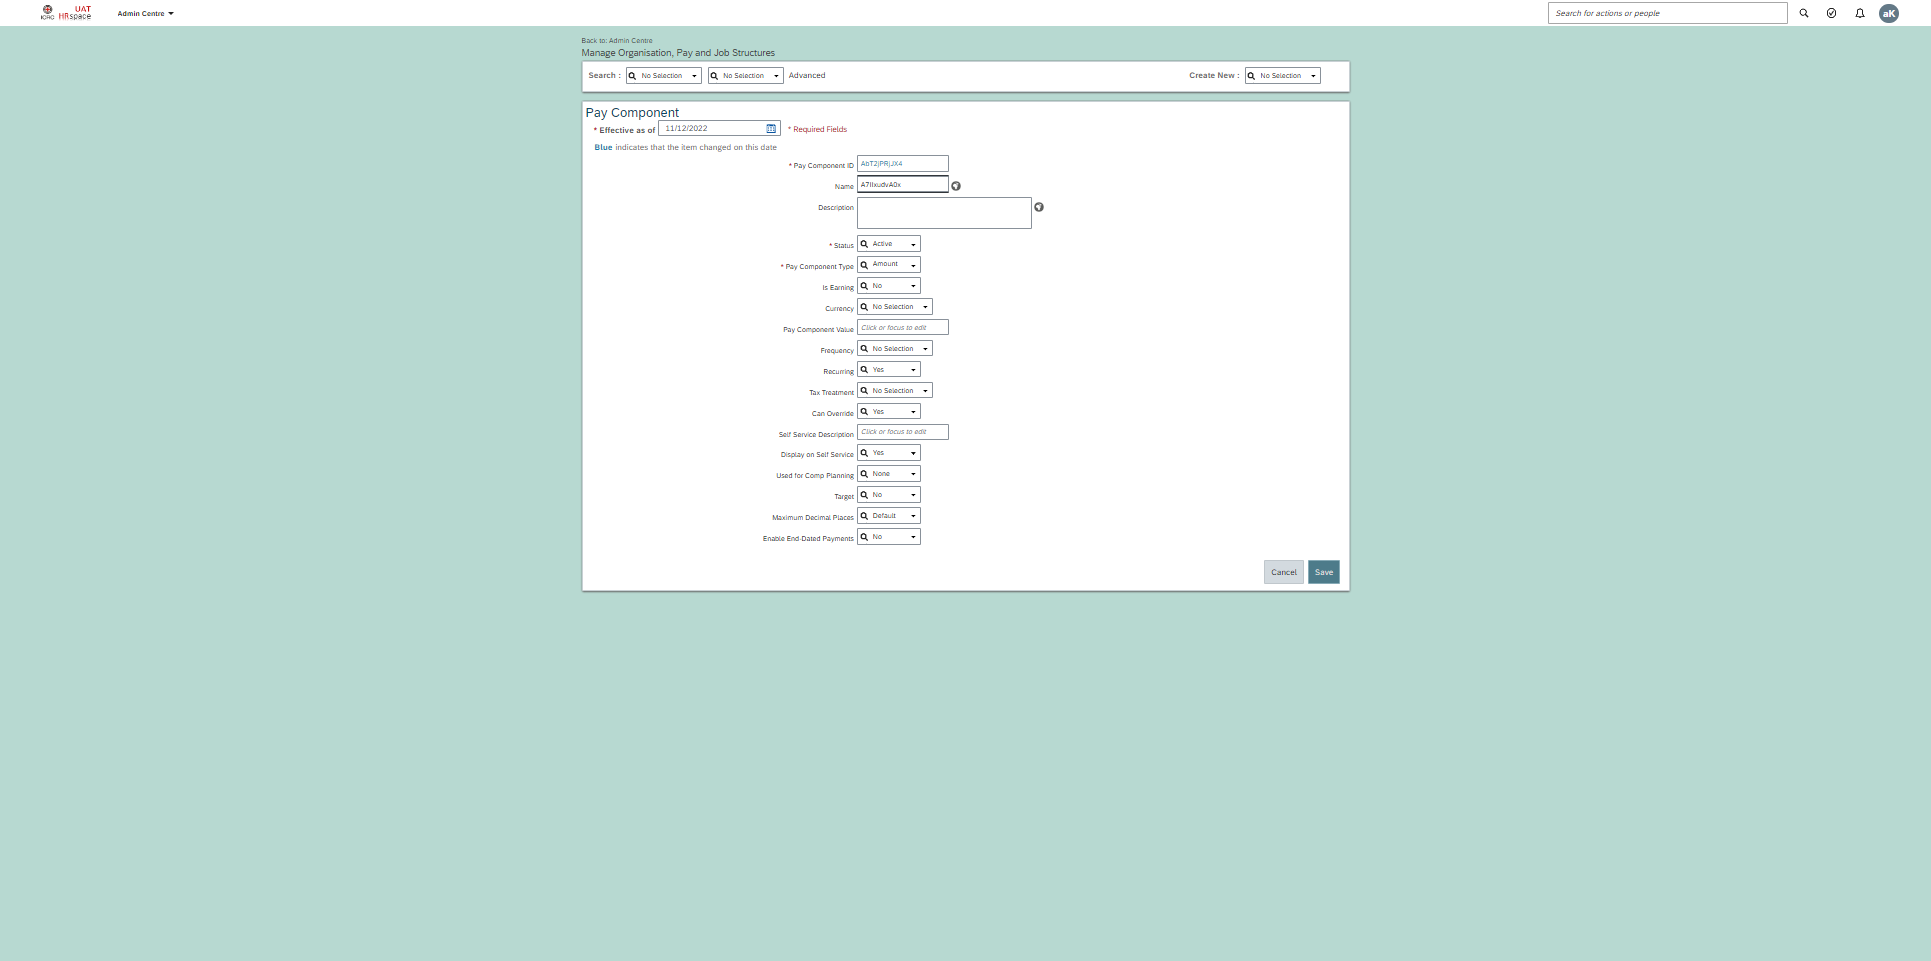 ICRC
UAT
HRspace
Admin Centre
Search for actions or people
aK
Back to: Admin Centre
Manage Organisation, Pay and Job Structures
Search : No Selection No Selection Advanced
Create New : No Selection
Pay Component
* Effective as of 11/12/2022 * Required Fields
Blue indicates that the item changed on this date
* Pay Component ID AbT2jPRjJX4
Name
Description
* Status Active
* Pay Component Type Amount
Is Earning No
Currency No Selection
Pay Component Value Click or focus to edit
Frequency No Selection
Recurring Yes
Tax Treatment No Selection
Can Override Yes
Self Service Description Click or focus to edit
Display on Self Service Yes
Used for Comp Planning None
Target No
Maximum Decimal Places Default
Enable End-Dated Payments No
Cancel Save